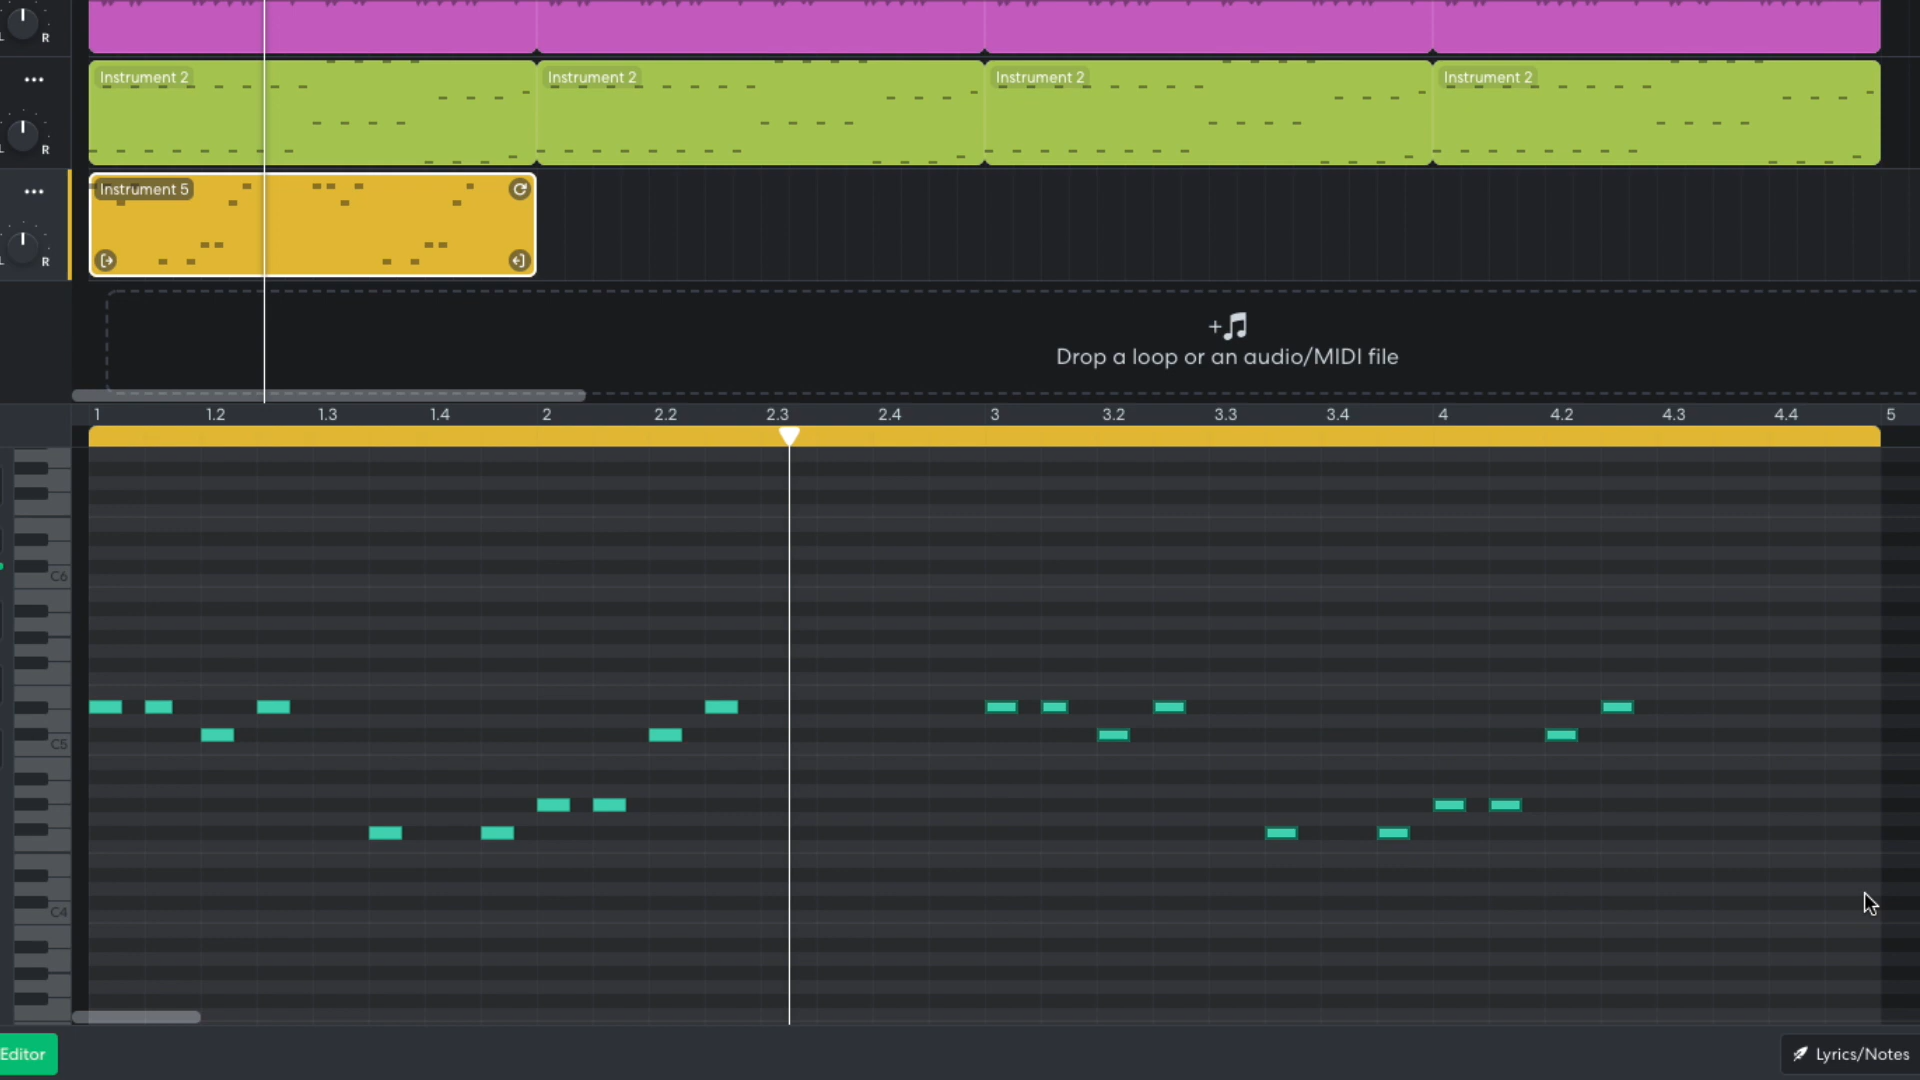 L R
Instrument 2 Instrument 2 Instrument 2 Instrument 2
L R
Instrument 5
L R
Drop a loop or an audio/MIDI file
1 1.2 1.3 1.4 2 2.2 2.3 2.4 3 3.2 3.3 3.4 4 4.2 4.3 4.4 5
C6
C5
C4
Editor Lyrics/Notes